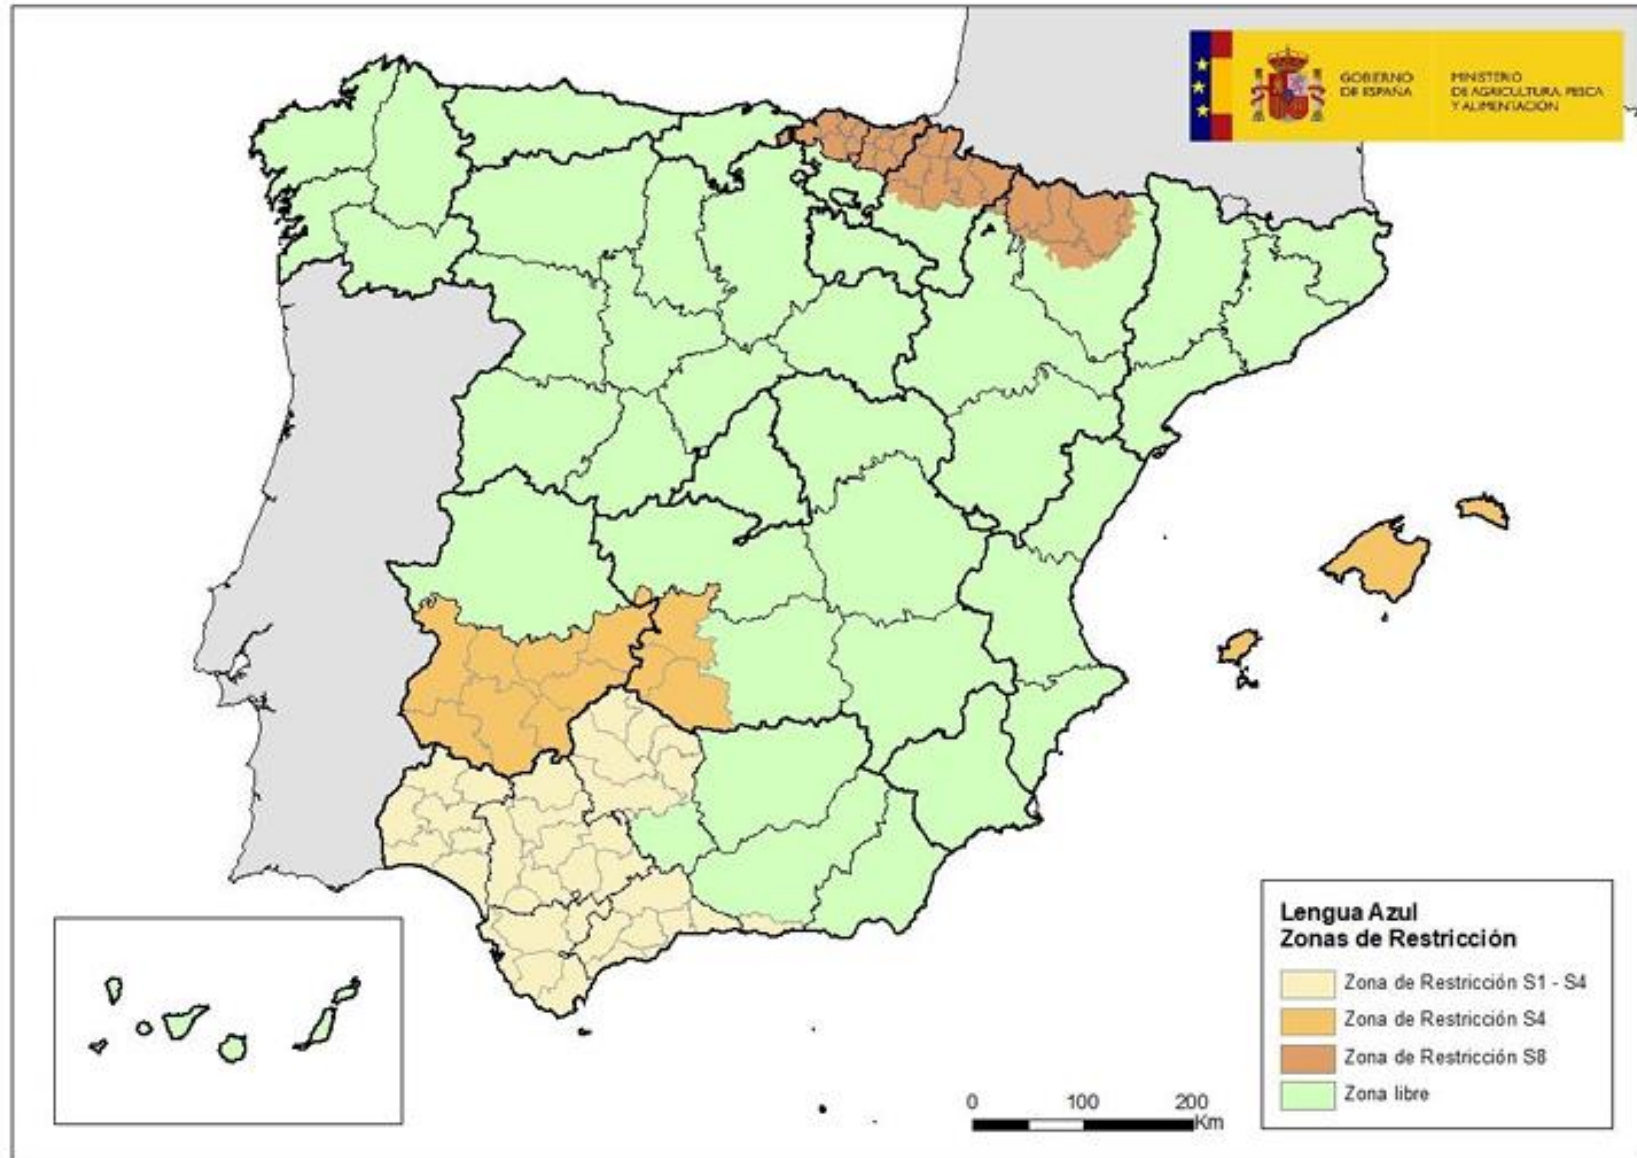 GOBIERNO
DE ESPAÑA
MINISTERIO
DE AGRICULTURA, PESCA
Y ALIMENTACIÓN
Lengua Azul
Zonas de Restricción
Zona de Restricción S1 - S4
Zona de Restricción S4
Zona de Restricción S8
Zona libre
0 100 200
Km